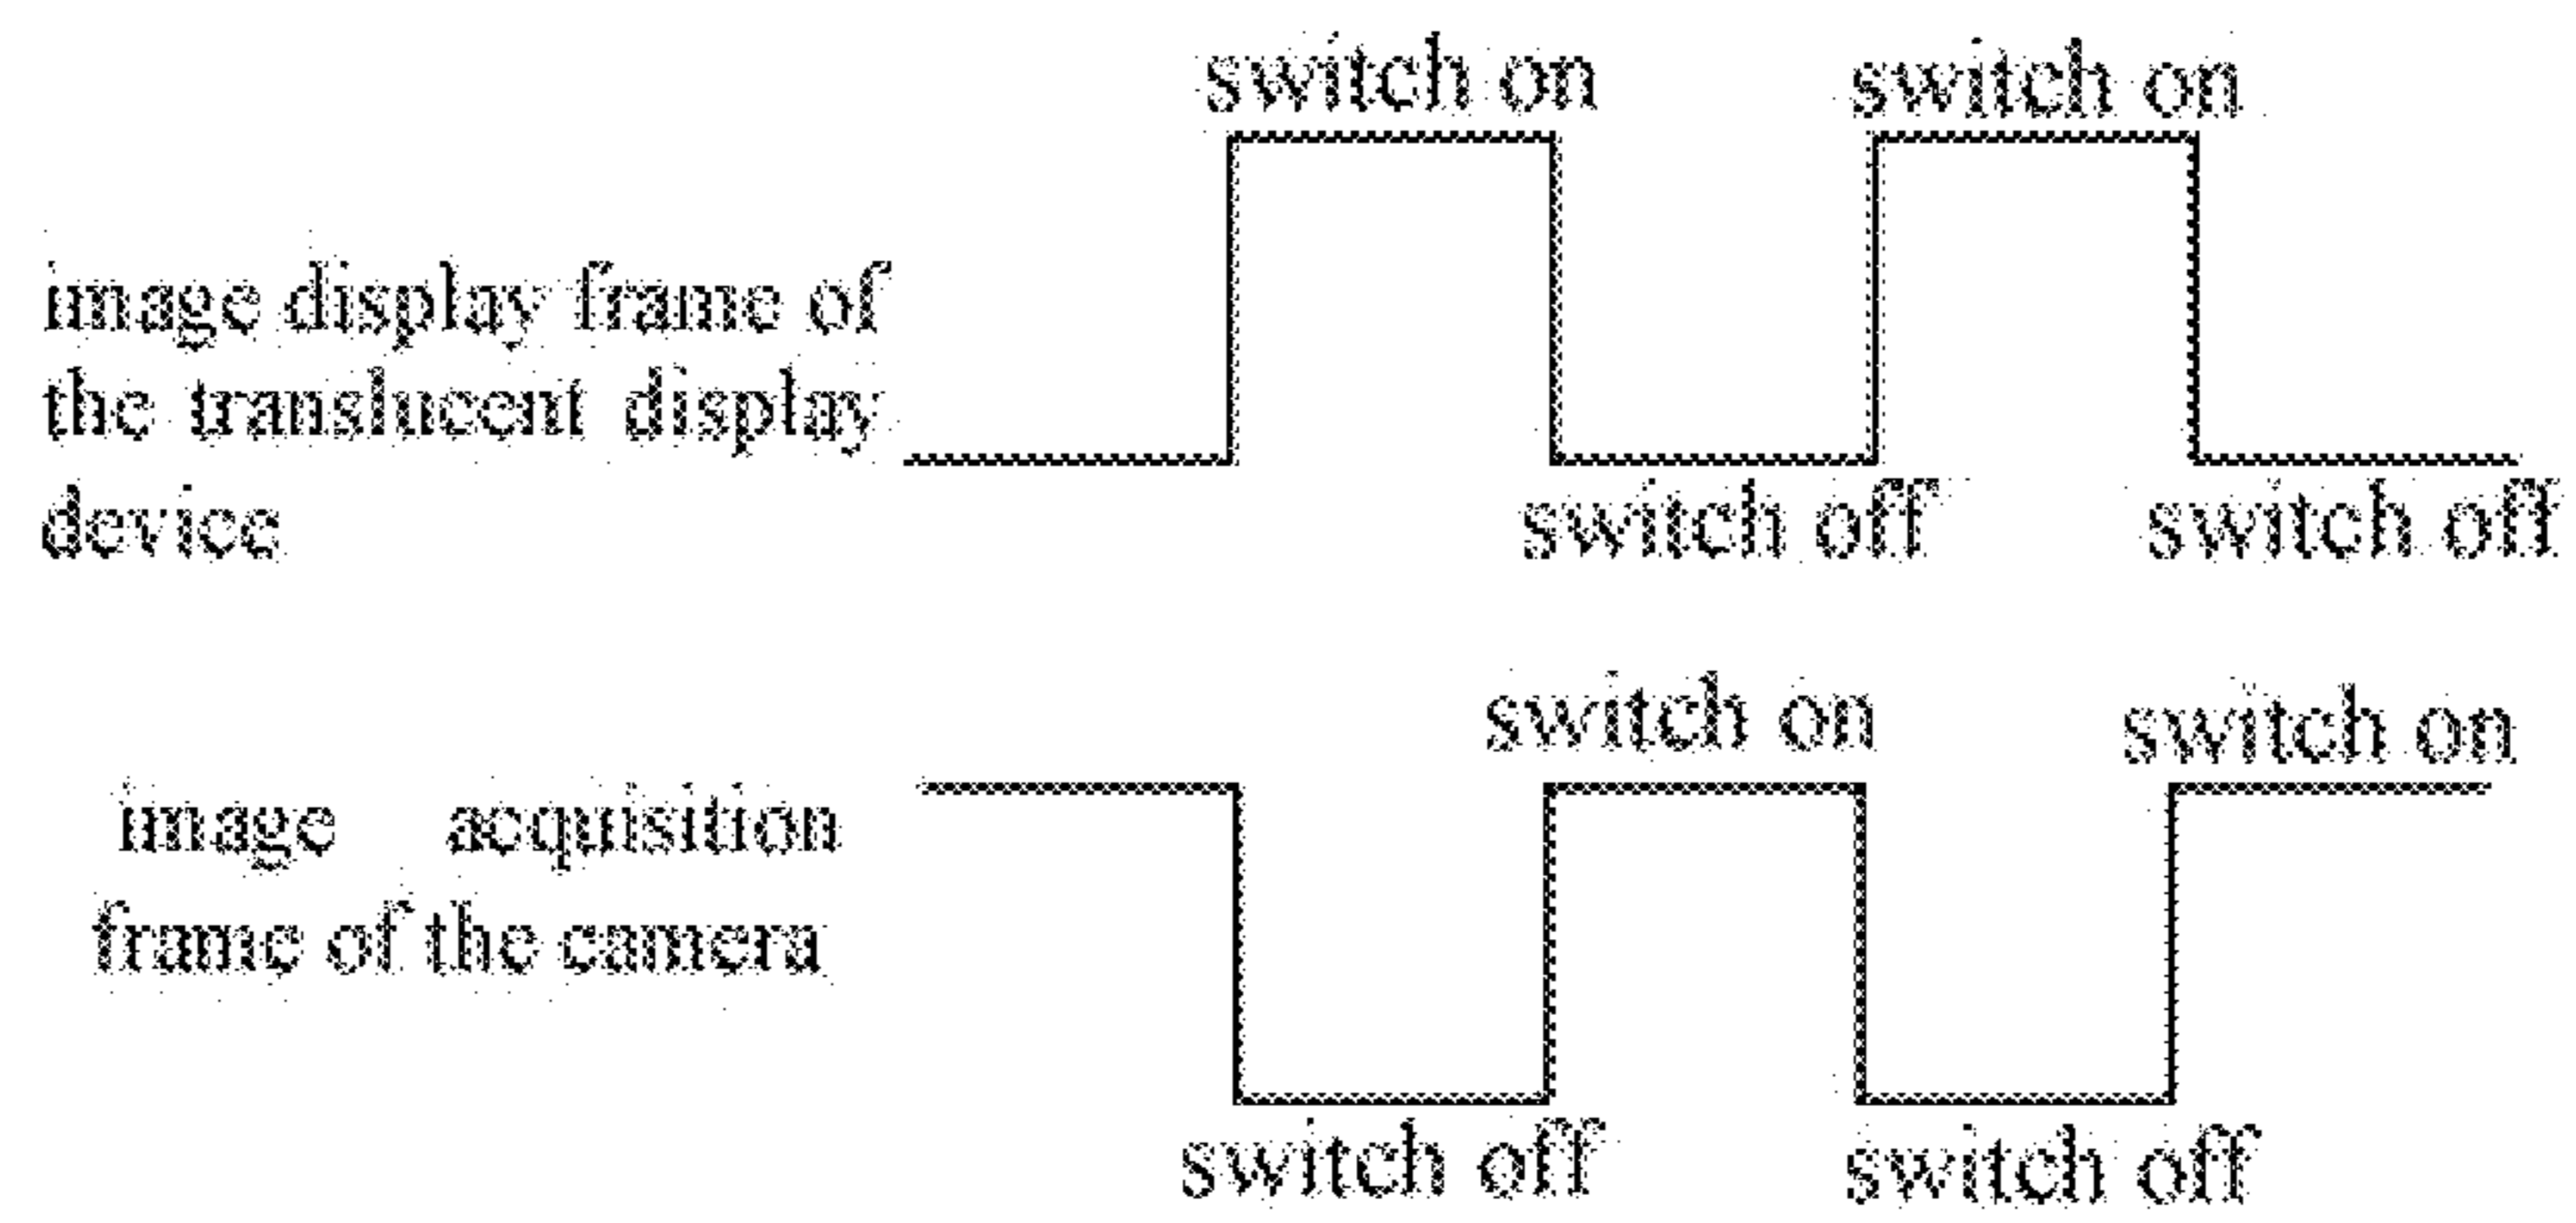 switch on switch on
image display frame of
the translucent display
device
switch off switch off
switch on switch on
image acquisition
frame of the camera
switch off switch off